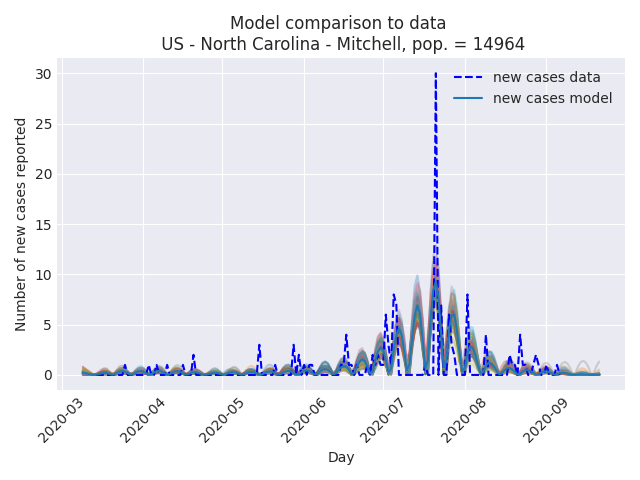 Model comparison to data
US - North Carolina - Mitchell, pop. = 14964
new cases data
new cases model
Number of new cases reported
30
25
20
15
10
5
0
2020-03
2020-04
2020-05
2020-06
2020-07
2020-08
2020-09
Day